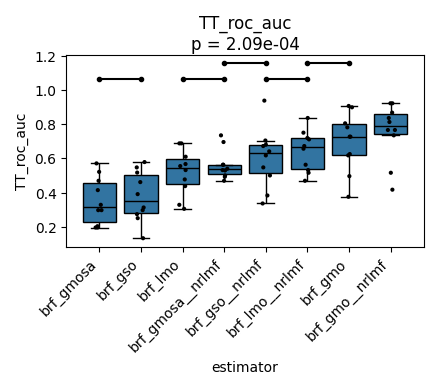 TT_roc_auc
p = 2.09e-04
TT_roc_auc
1.2
1.0
0.8
0.6
0.4
0.2
brf_gmosa
brf_gso
brf_lmo
brf_gmosa__nrlmf
brf_gso__nrlmf
brf_lmo__nrlmf
brf_gmo
brf_gmo__nrlmf
estimator